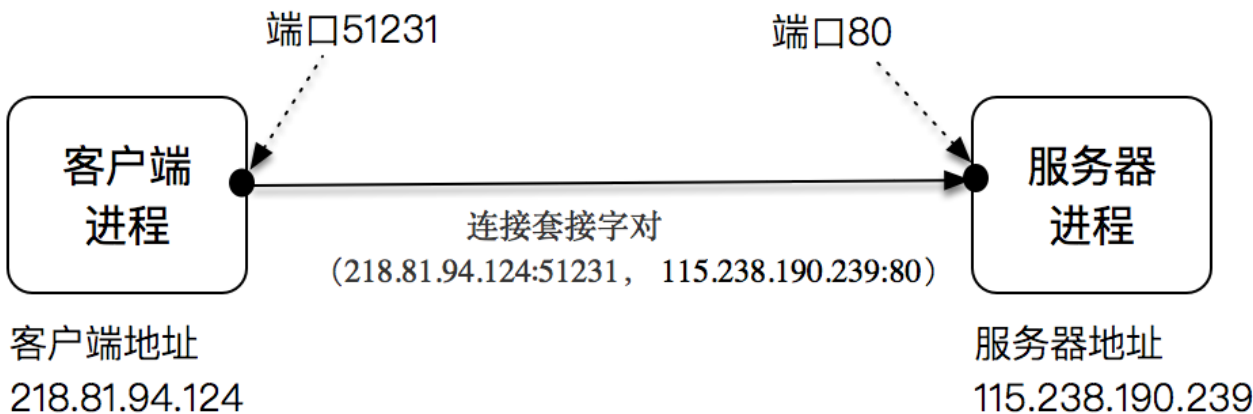 端口51231
端口80
客户端
进程
服务器
进程
连接套接字对
（218.81.94.124:51231， 115.238.190.239:80）
客户端地址
218.81.94.124
服务器地址
115.238.190.239